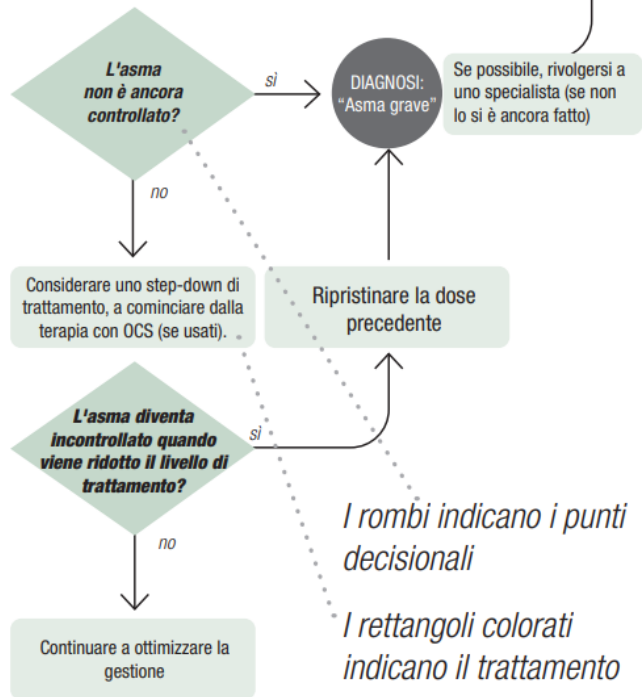 L'asma
non è ancora
controllato?
sì
DIAGNOSI:
“Asma grave”
Se possibile, rivolgersi a
uno specialista (se non
lo si è ancora fatto)
no
Considerare uno step-down di
trattamento, a cominciare dalla
terapia con OCS (se usati).
Ripristinare la dose
precedente
L'asma diventa
incontrollato quando
viene ridotto il livello di
trattamento?
sì
no
Continuare a ottimizzare la
gestione
I rombi indicano i punti
decisionali
I rettangoli colorati
indicano il trattamento